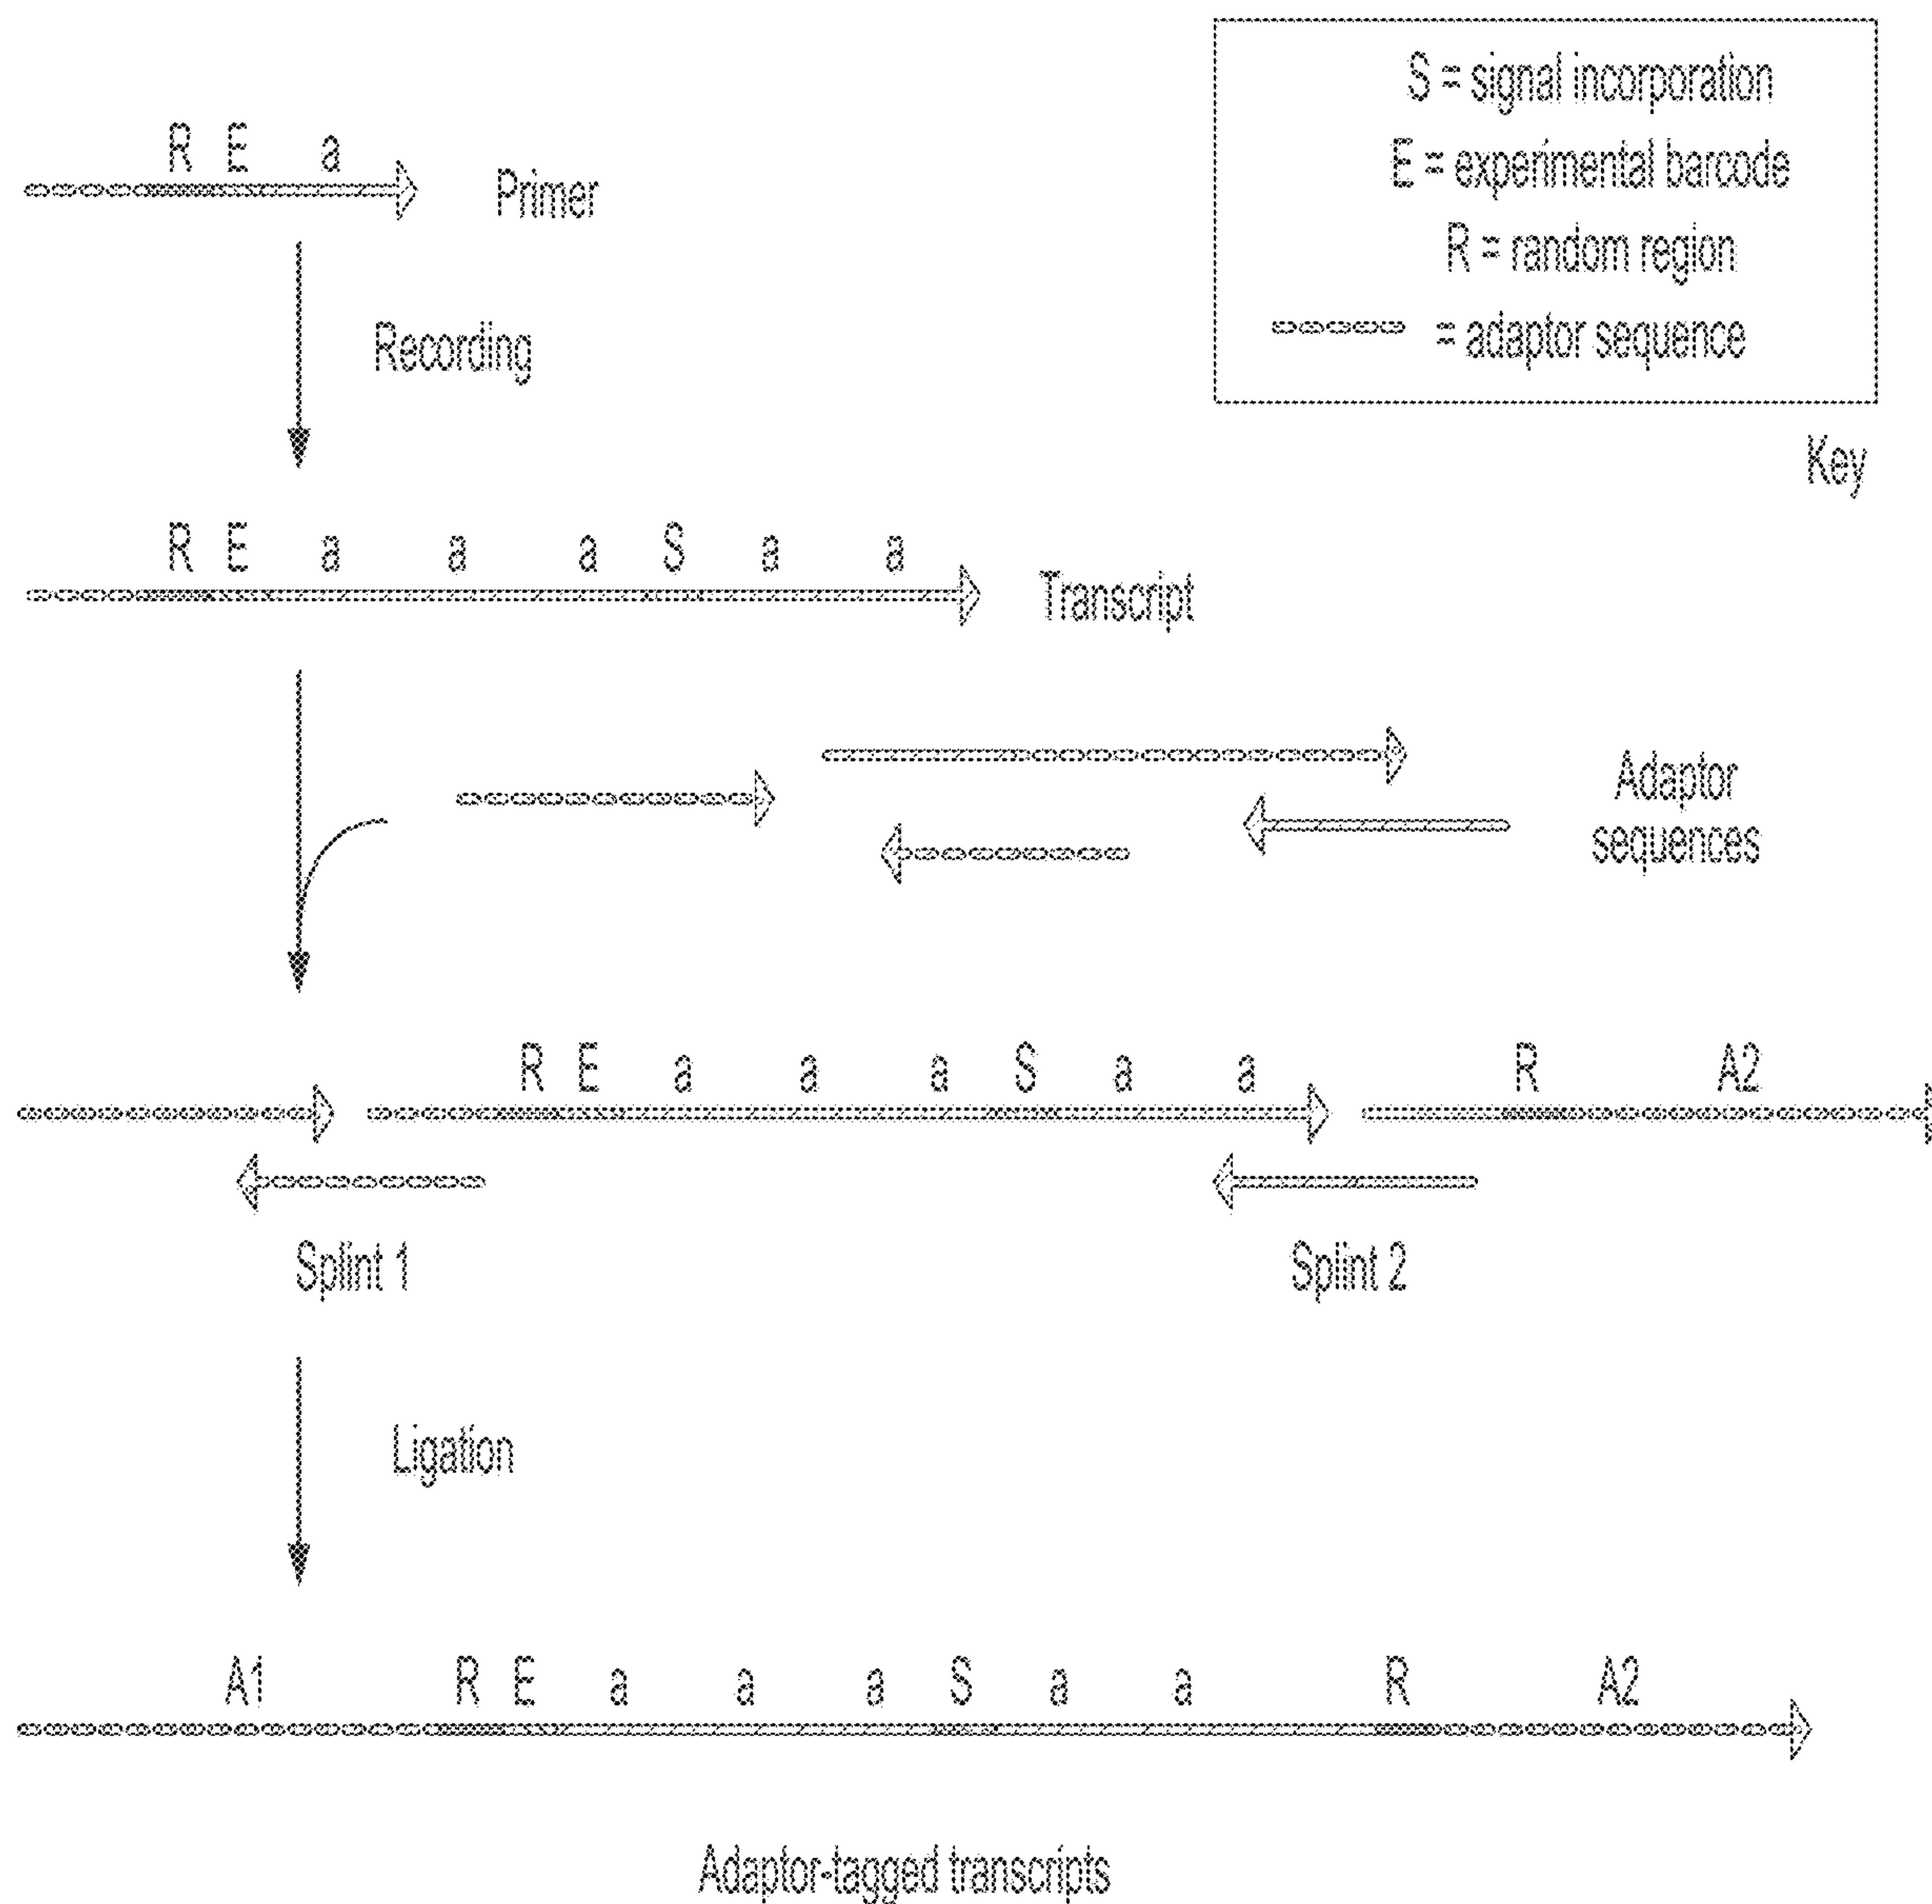 S = signal incorporation
E = experimental barcode
R = random region
= adaptor sequence
Key
R E a
Primer
Recording
R E a a a S a a
Transcript
Adaptor
sequences
R E a a a S a a R A2
Splint 1
Splint 2
Ligation
A1 R E a a a S a a R A2
Adaptor-tagged transcripts